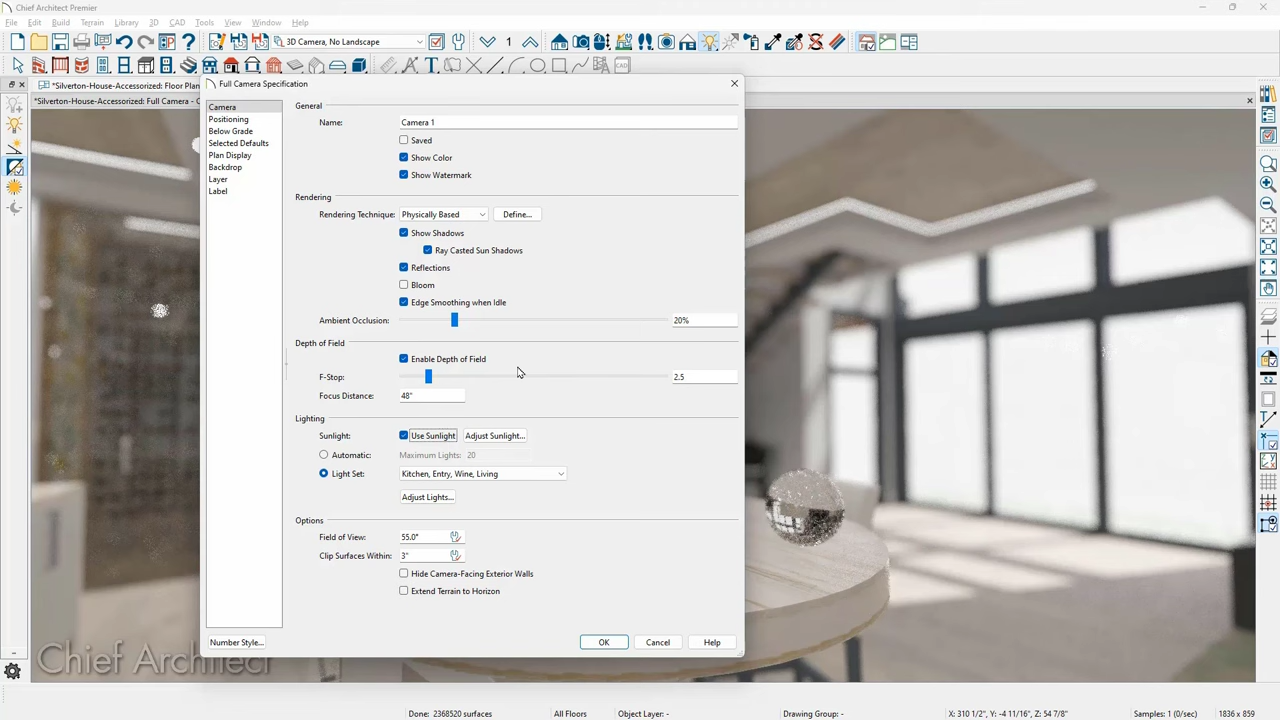 Chief Architect Premier
File Edit Build Terrain Library 3D CAD Tools View Window Help
3D Camera, No Landscape
1
*Silverton-House-Accessorized: Floor Plan
*Silverton-House-Accessorized: Full Camera - C
Full Camera Specification
Camera
Positioning
Below Grade
Selected Defaults
Plan Display
Backdrop
Layer
Label
General
Name: Camera 1
Saved
Show Color
Show Watermark
Rendering
Rendering Technique: Physically Based Define...
Show Shadows
Ray Casted Sun Shadows
Reflections
Bloom
Edge Smoothing when Idle
Ambient Occlusion: 20%
Depth of Field
Enable Depth of Field
F-Stop: 2.5
Focus Distance: 48"
Lighting
Sunlight: Use Sunlight Adjust Sunlight...
Automatic: Maximum Lights: 20
Light Set: Kitchen, Entry, Wine, Living
Adjust Lights...
Options
Field of View: 55.0°
Clip Surfaces Within: 3"
Hide Camera-Facing Exterior Walls
Extend Terrain to Horizon
Number Style... OK Cancel Help
Chief Architect
Done: 2368520 surfaces All Floors Object Layer: - Drawing Group: - X: 310 1/2", Y: -4 11/16", Z: 54 7/8" Samples: 1 (0/sec) 1836 x 859